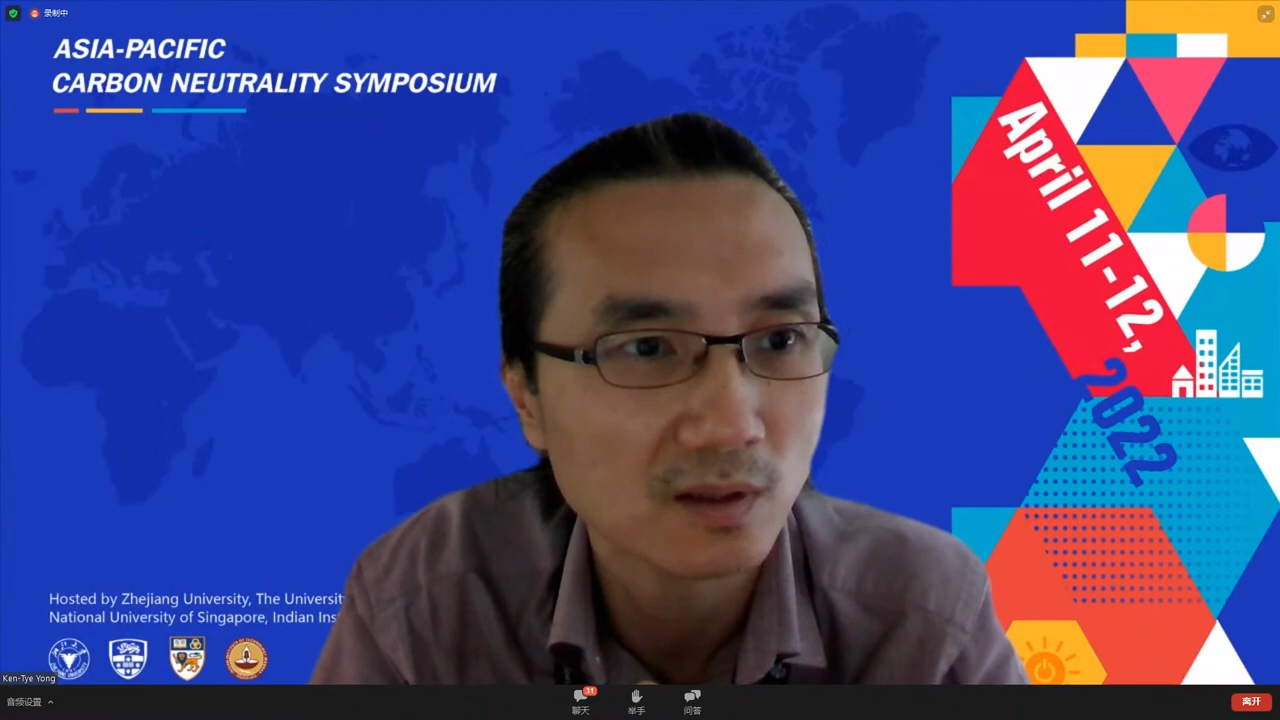 录制中
ASIA-PACIFIC
CARBON NEUTRALITY SYMPOSIUM
April 11-12,
2022
Hosted by Zhejiang University, The
National University of Singapore, Indian
Ken-Tye Yong
音频设置
31
聊天
举手
问答
离开